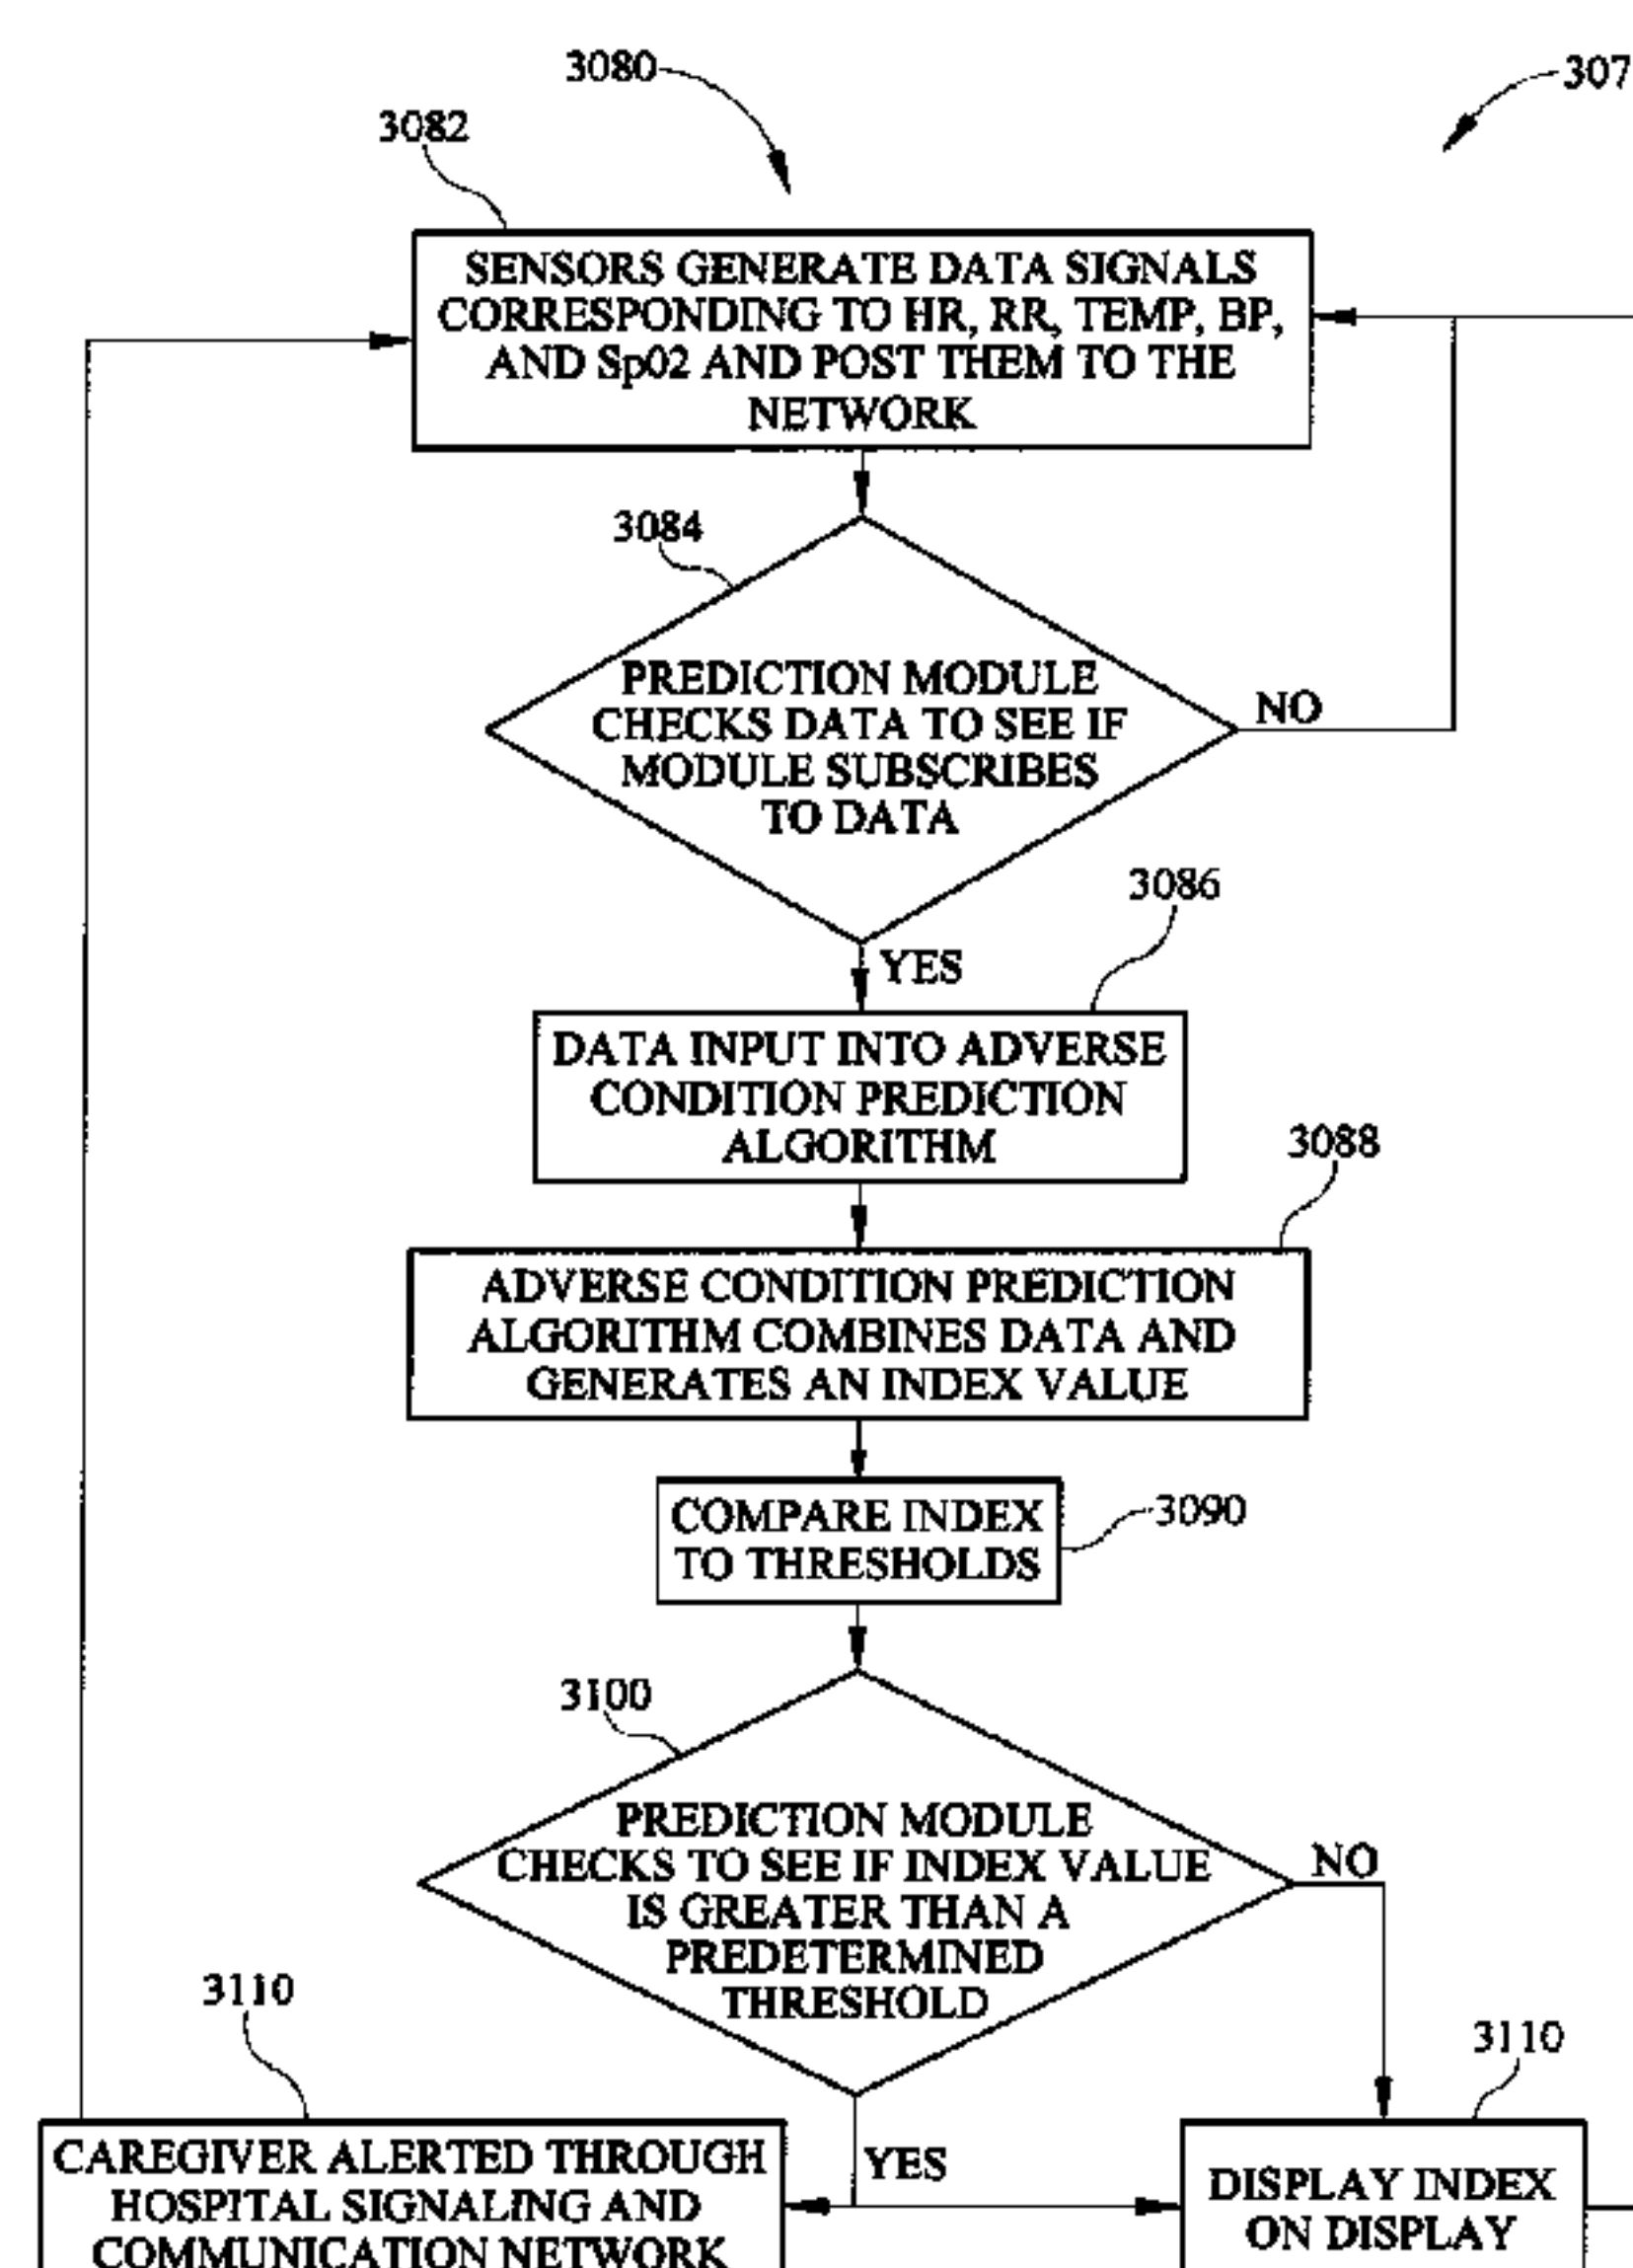 3080
307
3082
SENSORS GENERATE DATA SIGNALS
CORRESPONDING TO HR, RR, TEMP, BP,
AND Sp02 AND POST THEM TO THE
NETWORK
3084
PREDICTION MODULE
CHECKS DATA TO SEE IF
MODULE SUBSCRIBES
TO DATA
NO
3086
YES
DATA INPUT INTO ADVERSE
CONDITION PREDICTION
ALGORITHM
3088
ADVERSE CONDITION PREDICTION
ALGORITHM COMBINES DATA AND
GENERATES AN INDEX VALUE
COMPARE INDEX
TO THRESHOLDS
3090
3100
PREDICTION MODULE
CHECKS TO SEE IF INDEX VALUE
IS GREATER THAN A
PREDETERMINED
THRESHOLD
NO
3110
3110
CAREGIVER ALERTED THROUGH
HOSPITAL SIGNALING AND
COMMUNICATION NETWORK
YES
DISPLAY INDEX
ON DISPLAY